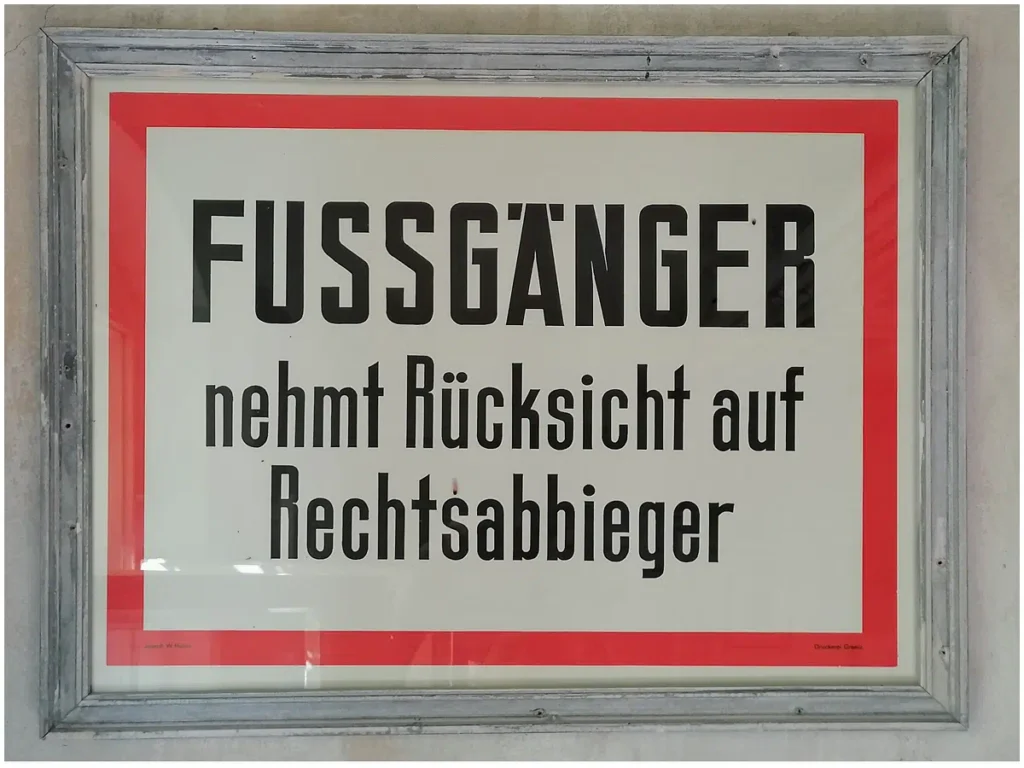 FUSSGÄNGER
nehmt Rücksicht auf
Rechtsabbieger